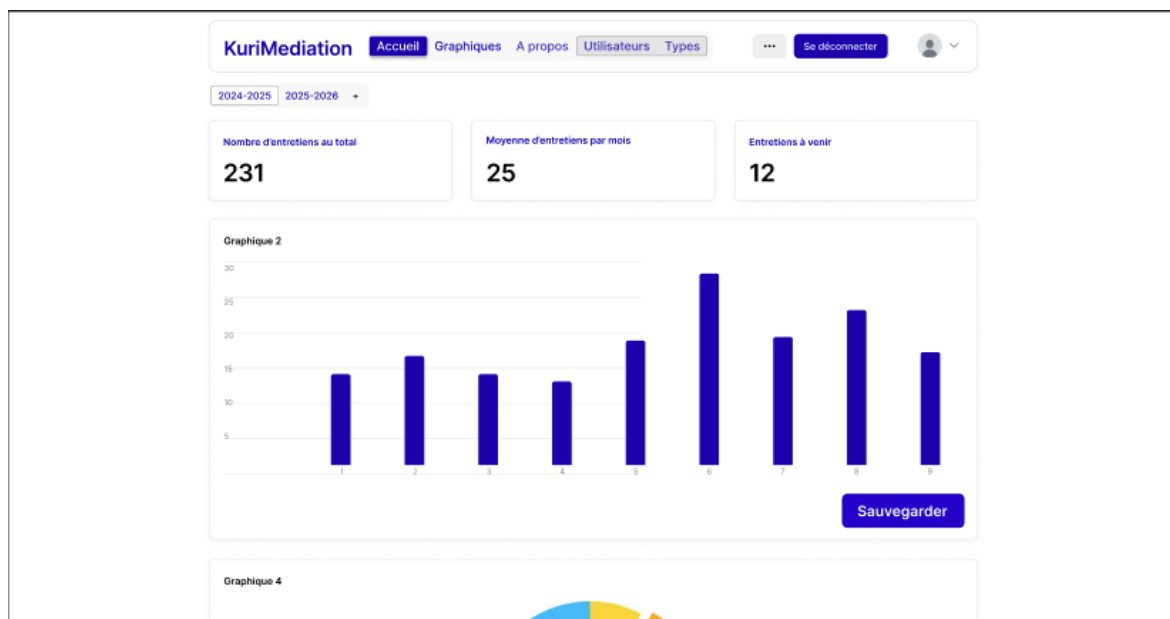 KuriMediation Accueil Graphiques A propos Utilisateurs Types ••• Se déconnecter
2024-2025 2025-2026 +
Nombre d'entretiens au total Moyenne d'entretiens par mois Entretiens à venir
231 25 12
Graphique 2
30
25
20
15
10
5
1 2 3 4 5 6 7 8 9
Sauvegarder
Graphique 4